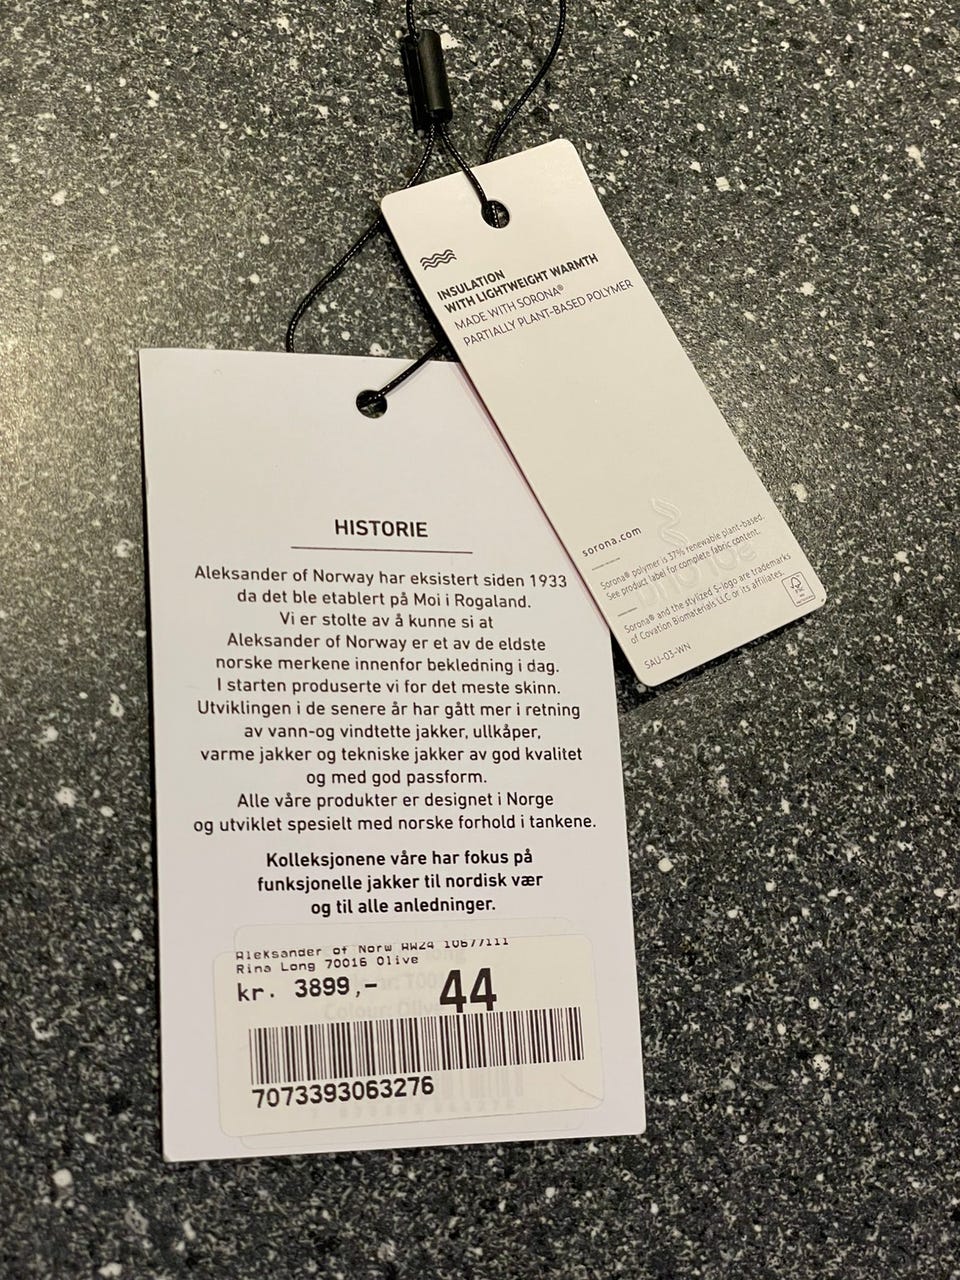 INSULATION
WITH LIGHTWEIGHT WARMTH
MADE WITH SORONA®
PARTIALLY PLANT-BASED POLYMER
sorona.com
Sorona® polymer is 37% renewable plant-based.
See product label for complete fabric content.
Sorona® and the stylized S-logo are trademarks
of Covation Biomaterials LLC or its affiliates.
SAU-03-WN
HISTORIE
Aleksander of Norway har eksistert siden 1933
da det ble etablert på Moi i Rogaland.
Vi er stolte av å kunne si at
Aleksander of Norway er et av de eldste
norske merkene innenfor bekledning i dag.
I starten produserte vi for det meste skinn.
Utviklingen i de senere år har gått mer i retning
av vann-og vindtette jakker, ullkåper,
varme jakker og tekniske jakker av god kvalitet
og med god passform.
Alle våre produkter er designet i Norge
og utviklet spesielt med norske forhold i tankene.
Kolleksjonene våre har fokus på
funksjonelle jakker til nordisk vær
og til alle anledninger.
Aleksander of Norw AW24 10677111
Rina Long 70016 Olive
kr. 3899,- 44
7073393063276